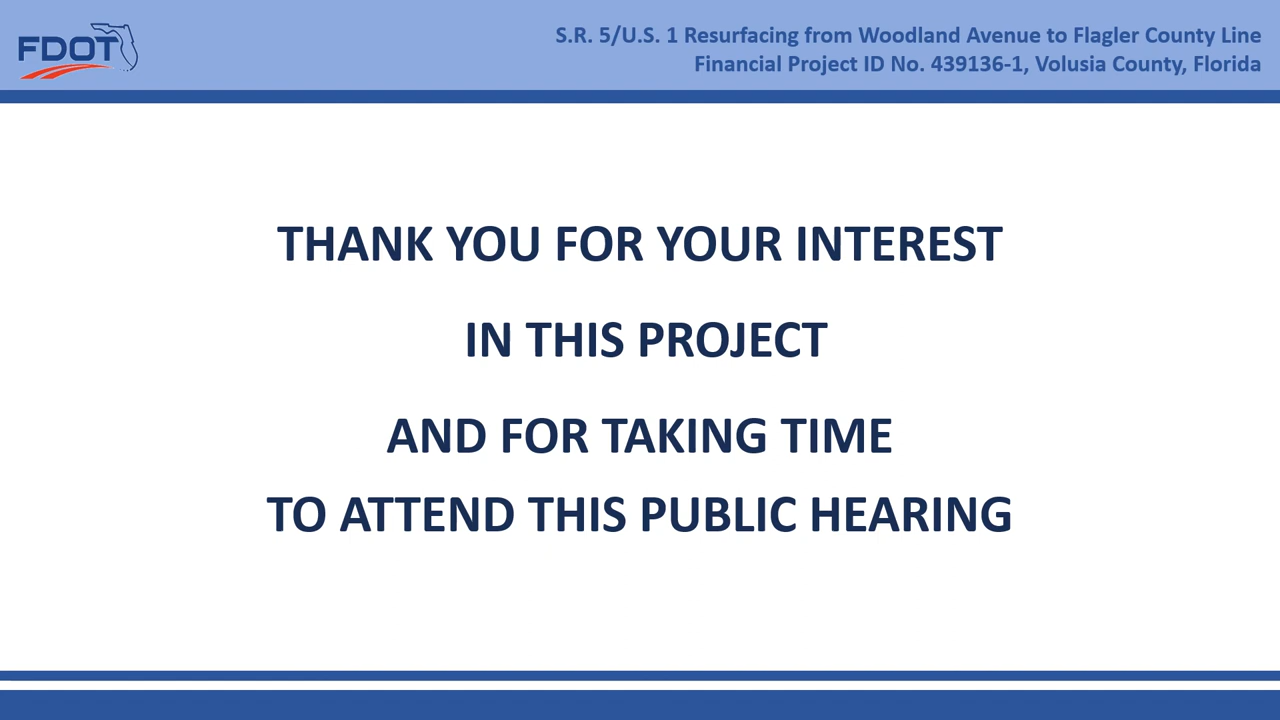 FDOT
S.R. 5/U.S. 1 Resurfacing from Woodland Avenue to Flagler County Line
Financial Project ID No. 439136-1, Volusia County, Florida
THANK YOU FOR YOUR INTEREST
IN THIS PROJECT
AND FOR TAKING TIME
TO ATTEND THIS PUBLIC HEARING